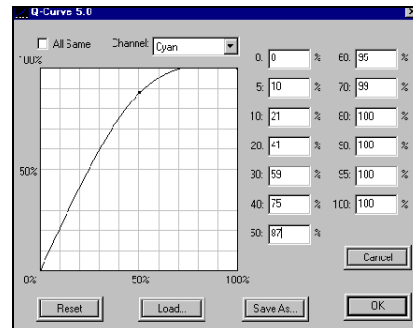 Q-Curve 5.0
All Same Channel: Cyan
100%
50%
0% 50% 100%
0: 0 %
5: 10 %
10: 21 %
20: 41 %
30: 59 %
40: 75 %
50: 87 %
60: 95 %
70: 99 %
80: 100 %
90: 100 %
95: 100 %
100: 100 %
Cancel
Reset Load... Save As... OK